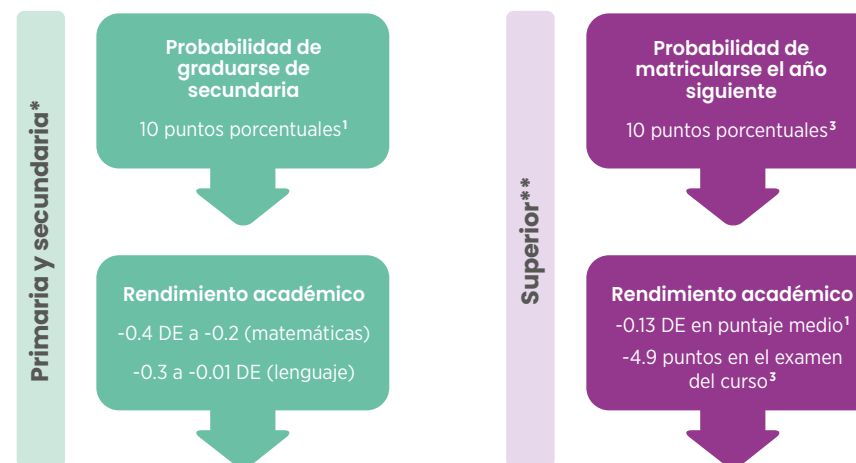 Primaria y secundaria*
Probabilidad de
graduarse de
secundaria
10 puntos porcentuales¹
Rendimiento académico
-0.4 DE a -0.2 (matemáticas)
-0.3 a -0.01 DE (lenguaje)
Superior**
Probabilidad de
matricularse el año
siguiente
10 puntos porcentuales³
Rendimiento académico
-0.13 DE en puntaje medio¹
-4.9 puntos en el examen
del curso³